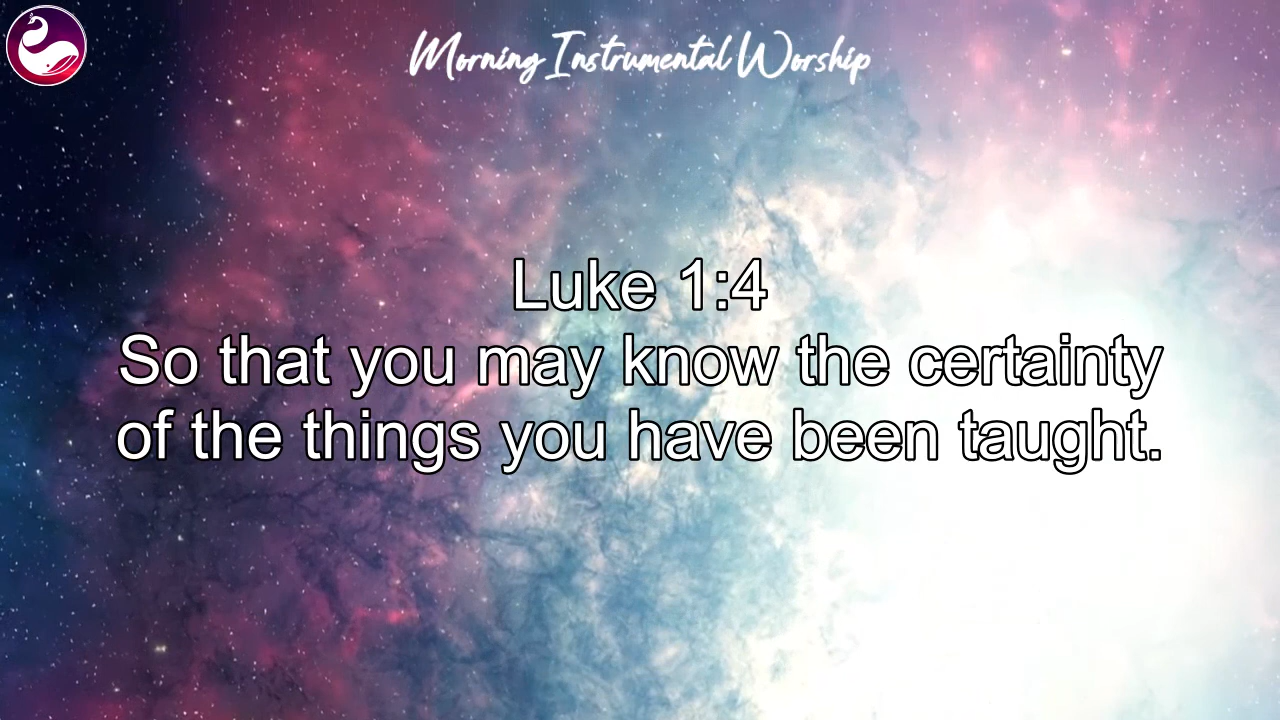 Morning Instrumental Worship
Luke 1:4
So that you may know the certainty
of the things you have been taught.